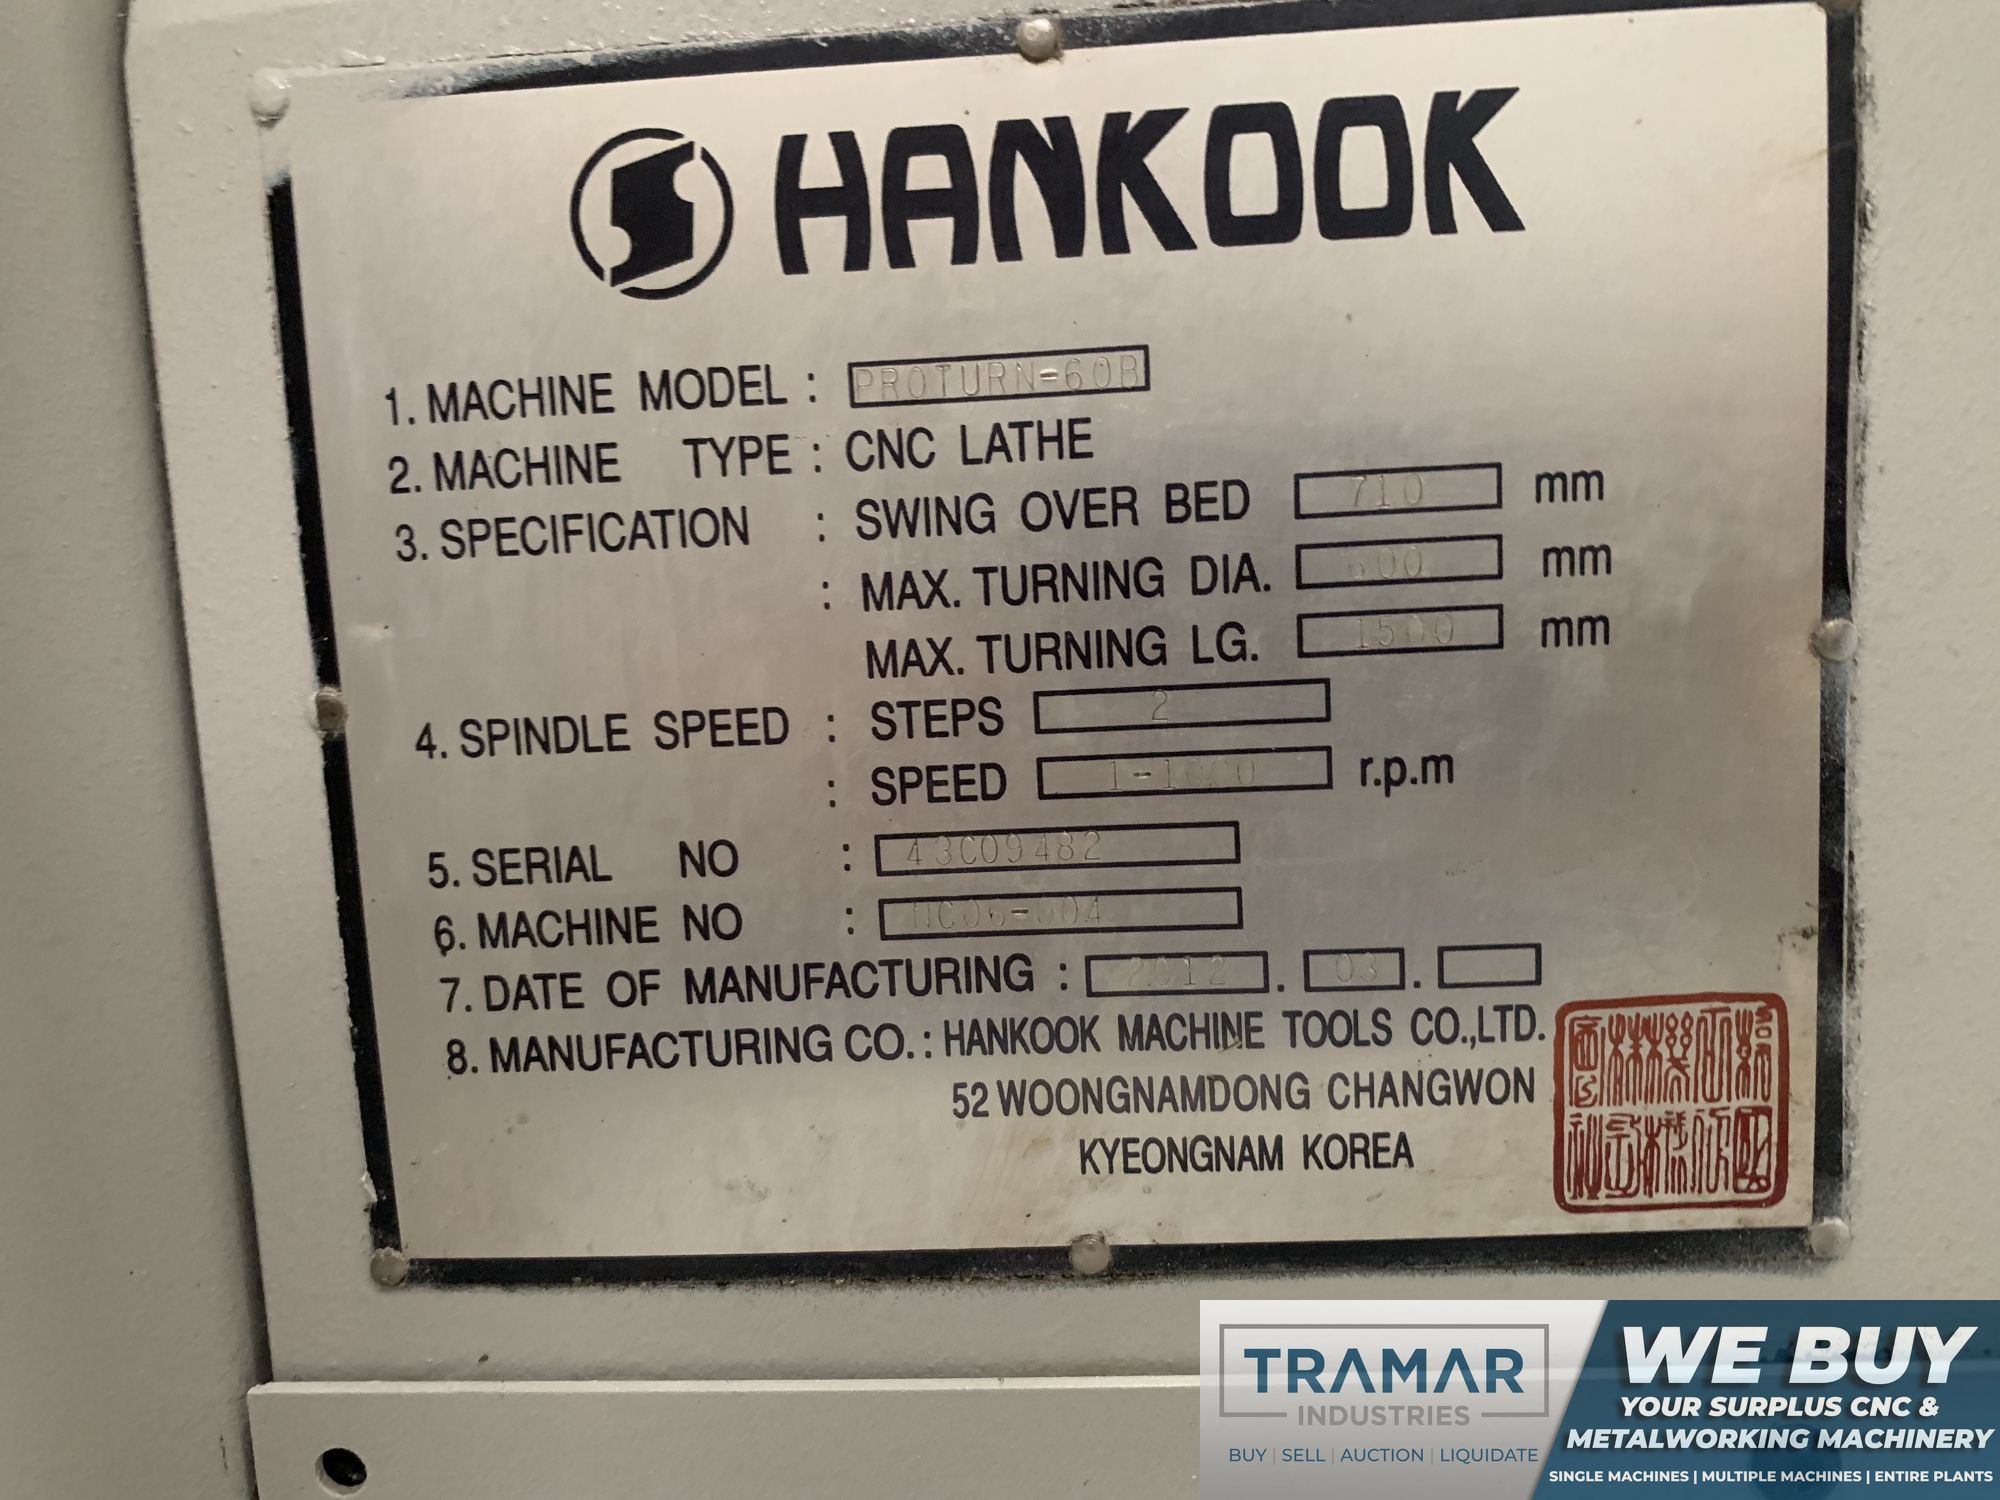 HANKOOK
1. MACHINE MODEL : PROTURN-60B
2. MACHINE TYPE : CNC LATHE
3. SPECIFICATION : SWING OVER BED 710 mm
: MAX. TURNING DIA. 600 mm
MAX. TURNING LG. 1500 mm
4. SPINDLE SPEED : STEPS 2
: SPEED r.p.m
5. SERIAL NO : 43C09482
6. MACHINE NO :
7. DATE OF MANUFACTURING : 2012 . 03 .
8. MANUFACTURING CO. : HANKOOK MACHINE TOOLS CO.,LTD.
52 WOONGNAMDONG CHANGWON
KYEONGNAM KOREA
TRAMAR
INDUSTRIES
BUY | SELL | AUCTION | LIQUIDATE
WE BUY
YOUR SURPLUS CNC &
METALWORKING MACHINERY
SINGLE MACHINES | MULTIPLE MACHINES | ENTIRE PLANTS